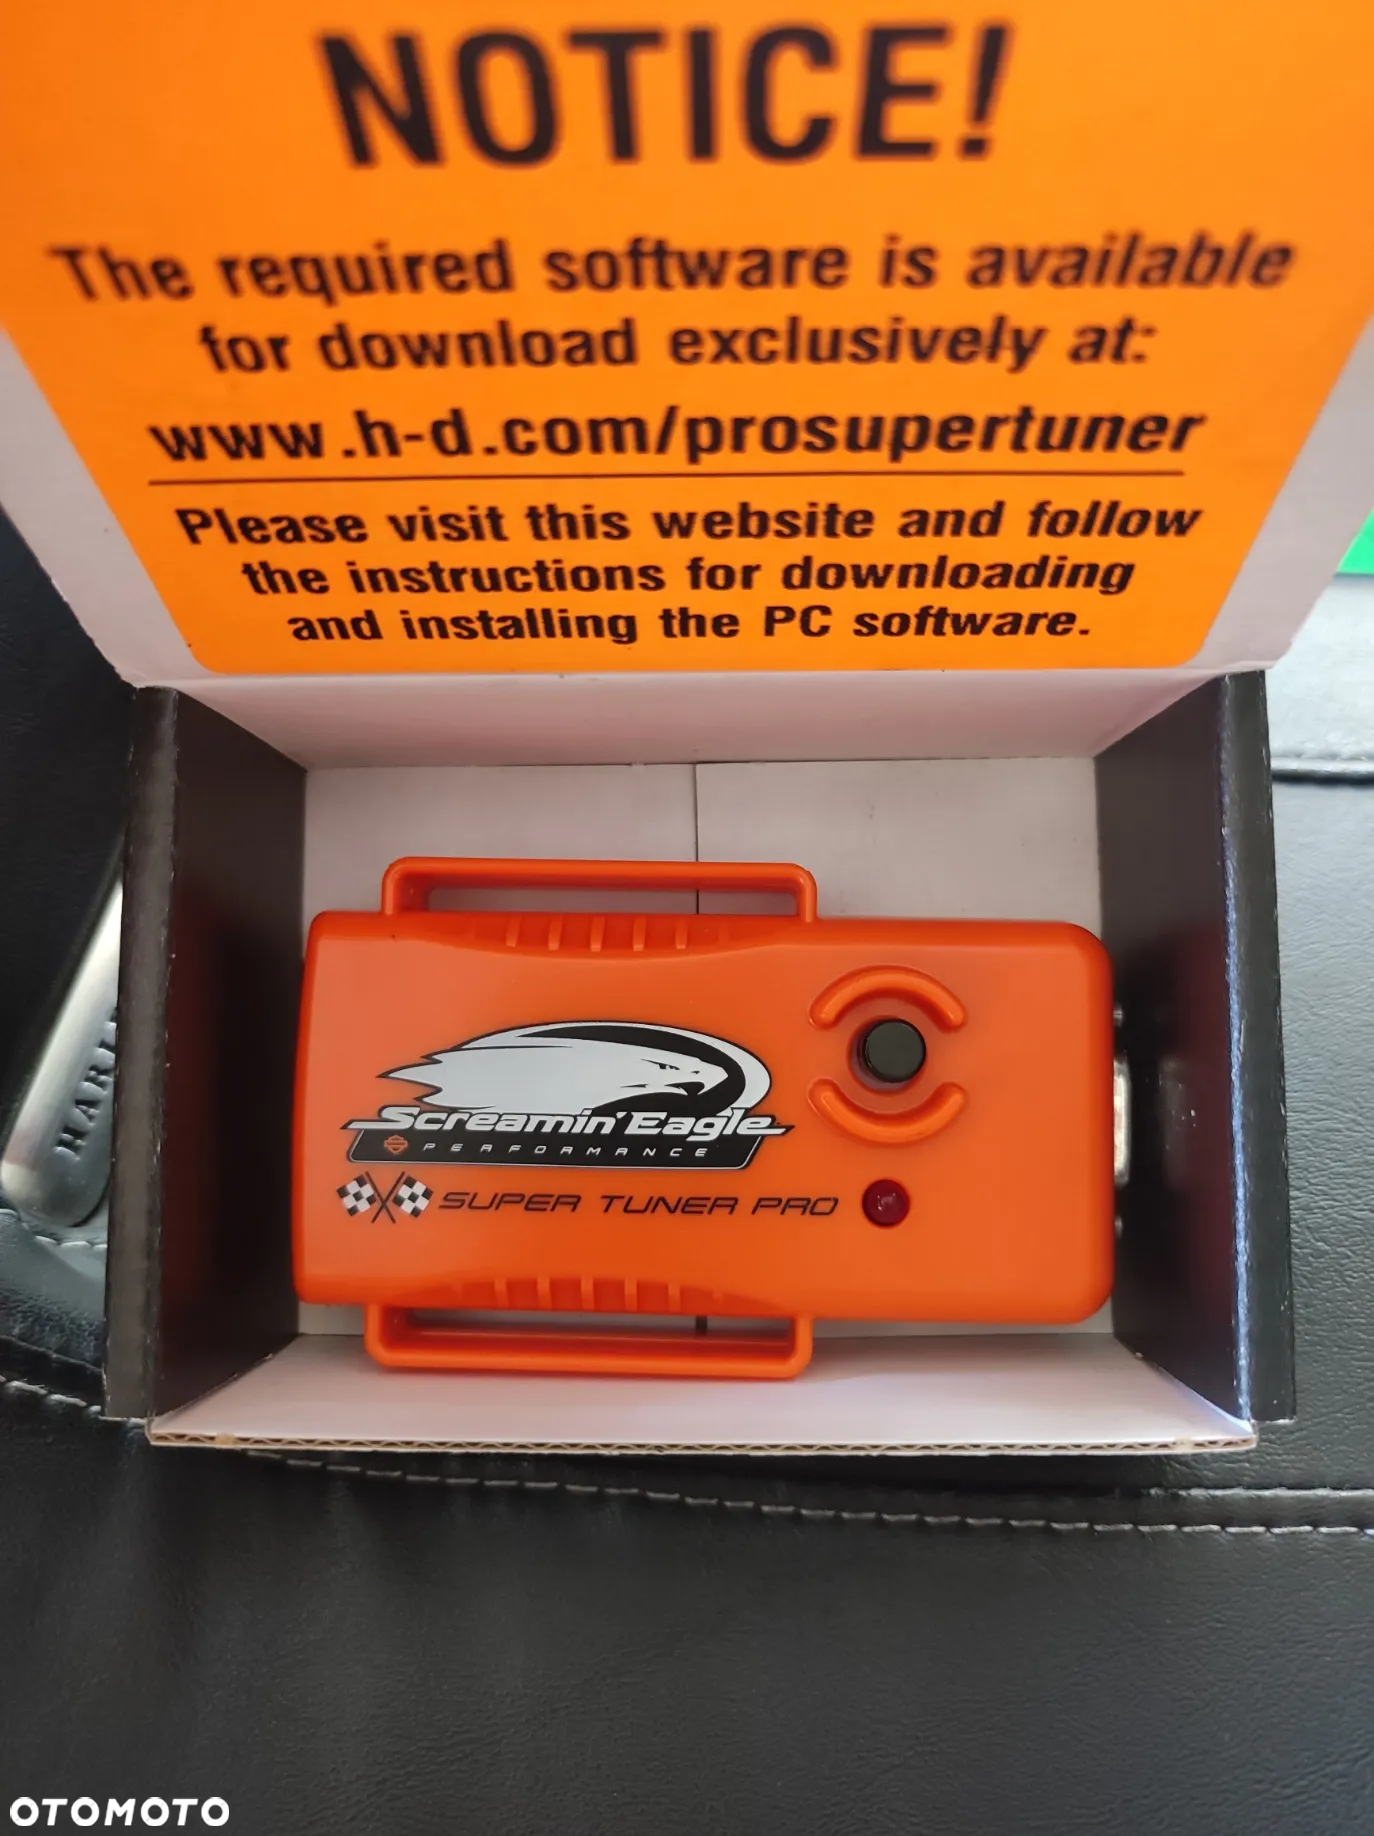 NOTICE!
The required software is available
for download exclusively at:
www.h-d.com/prosupertuner
Please visit this website and follow
the instructions for downloading
and installing the PC software.
Screamin' Eagle
PERFORMANCE
SUPER TUNER PRO
OTOMOTO